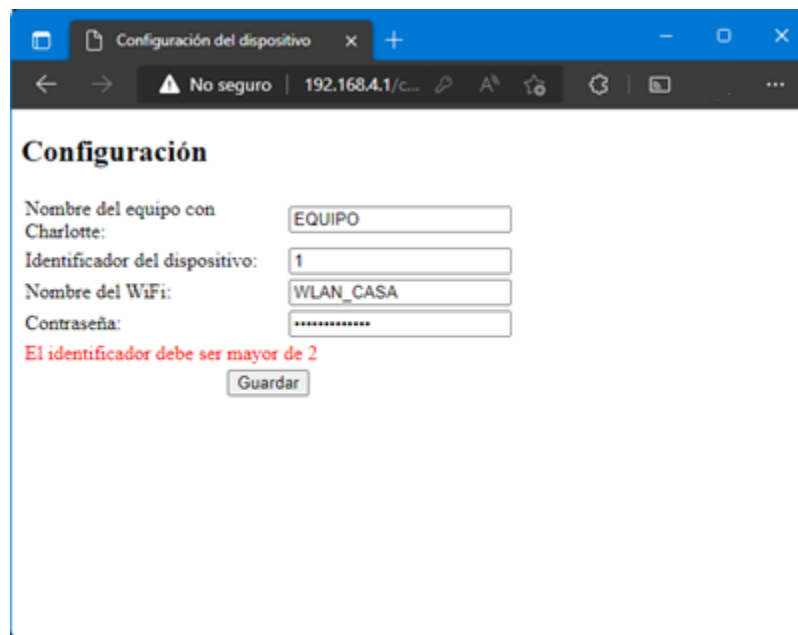 Configuración del dispositivo
No seguro | 192.168.4.1/c...
Configuración
Nombre del equipo con
Charlotte:
EQUIPO
Identificador del dispositivo:
1
Nombre del WiFi:
WLAN_CASA
Contraseña:
•••••••••••••
El identificador debe ser mayor de 2
Guardar